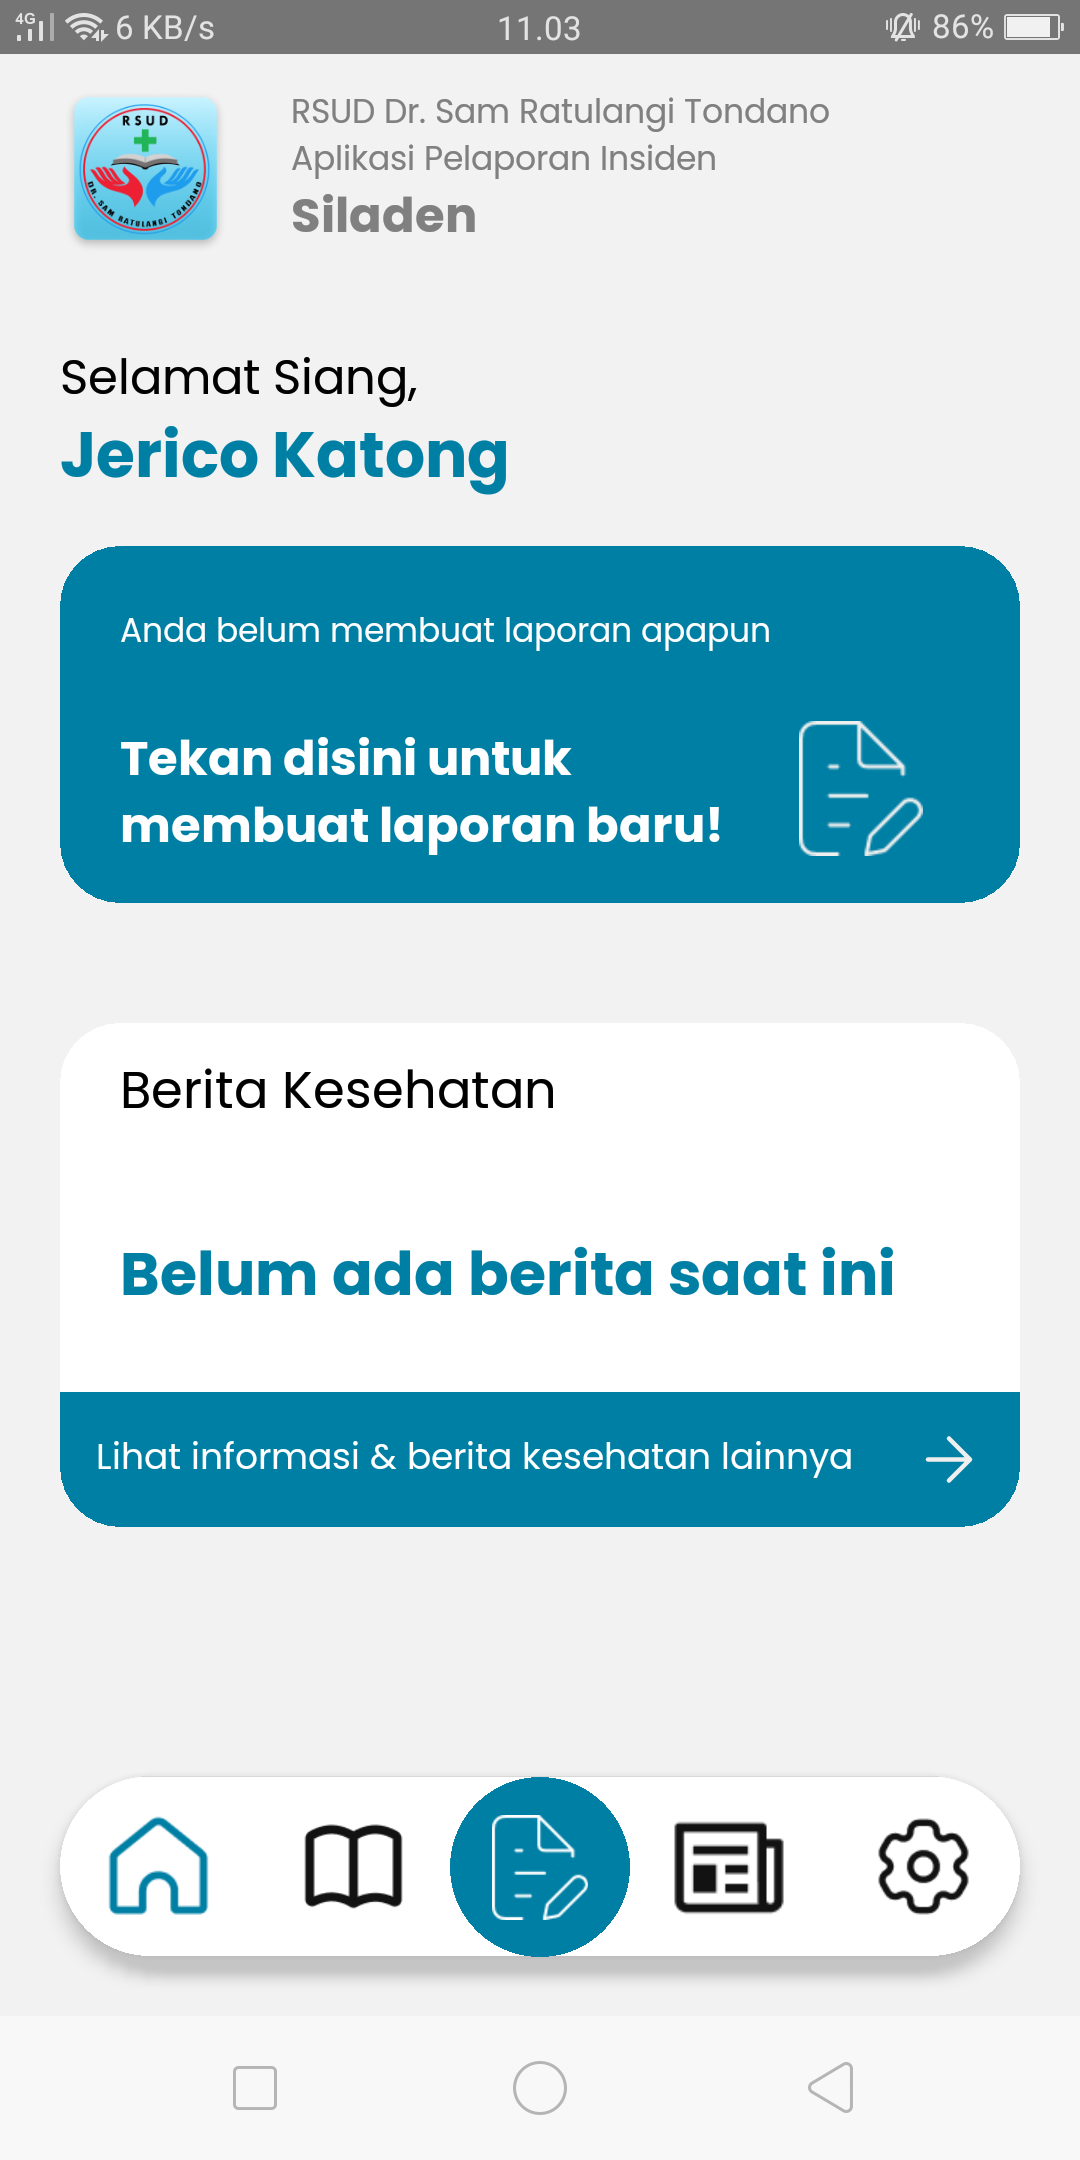 4G 6 KB/s 11.03 86%
RSUD
DR. SAM RATULANGI TONDANO
RSUD Dr. Sam Ratulangi Tondano
Aplikasi Pelaporan Insiden
Siladen
Selamat Siang,
Jerico Katong
Anda belum membuat laporan apapun
Tekan disini untuk
membuat laporan baru!
Berita Kesehatan
Belum ada berita saat ini
Lihat informasi & berita kesehatan lainnya